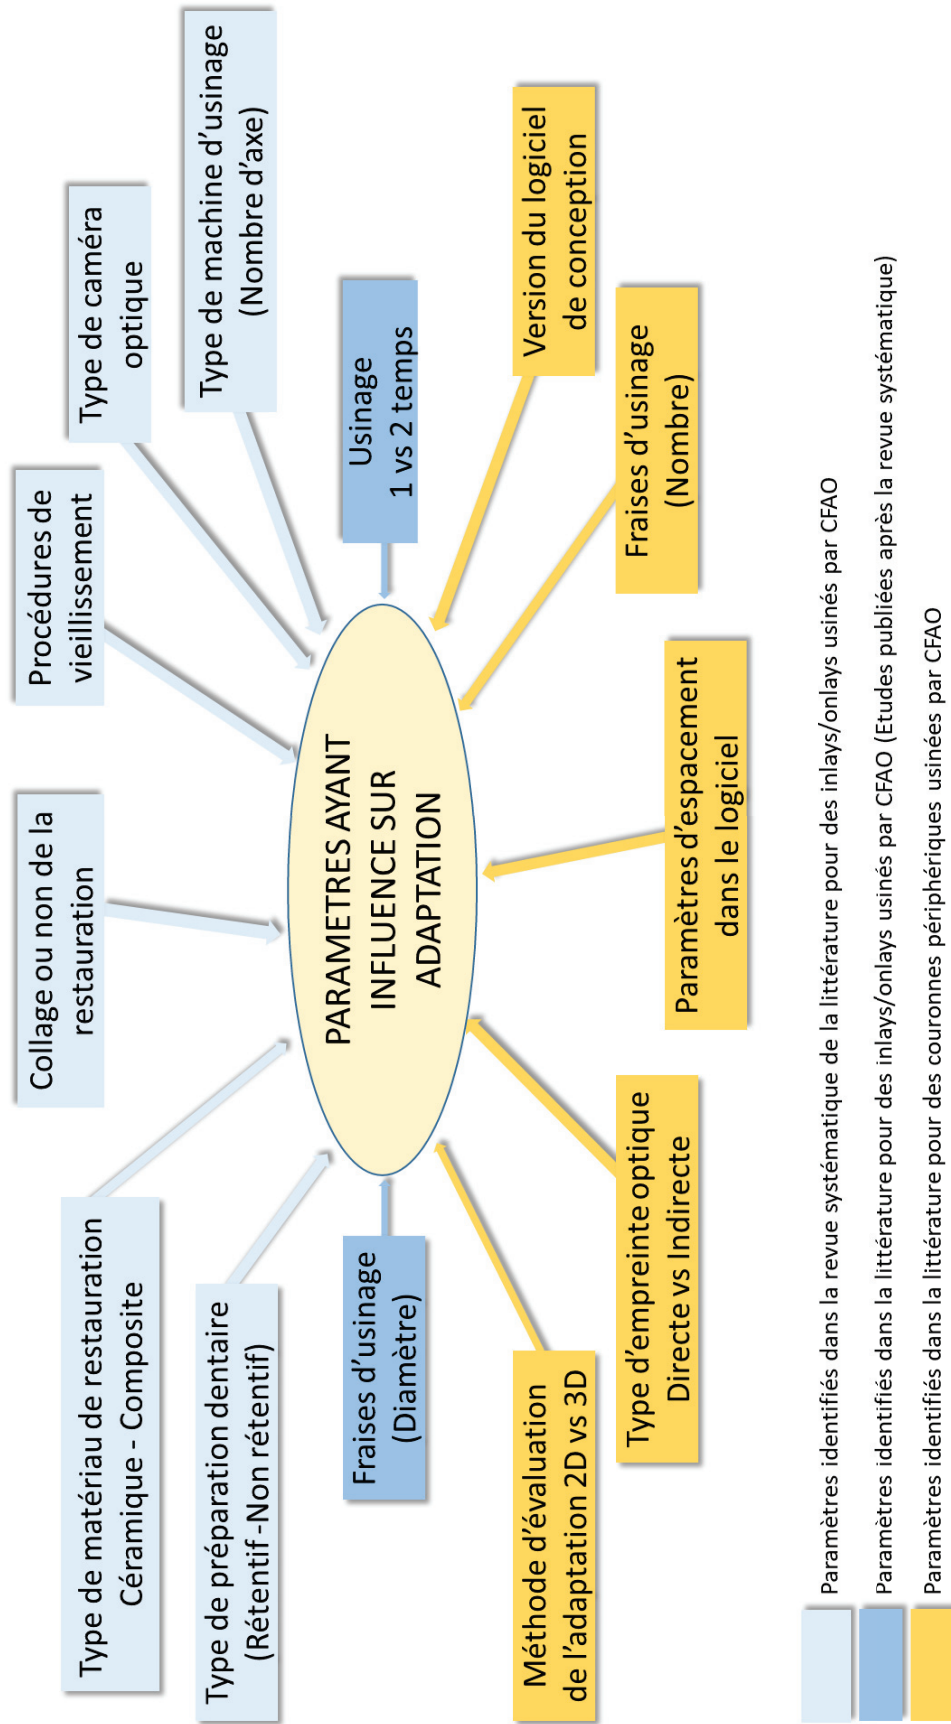 Type de matériau de restauration
Céramique - Composite
Collage ou non de la
restauration
Procédures de
vieillissement
Type de caméra
optique
Type de machine d'usinage
(Nombre d'axe)
Type de préparation dentaire
(Rétentif -Non rétentif)
Fraises d'usinage
(Diamètre)
PARAMETRES AYANT
INFLUENCE SUR
ADAPTATION
Usinage
1 vs 2 temps
Méthode d'évaluation
de l'adaptation 2D vs 3D
Type d'empreinte optique
Directe vs Indirecte
Paramètres d'espacement
dans le logiciel
Fraises d'usinage
(Nombre)
Version du logiciel
de conception
Paramètres identifiés dans la revue systématique de la littérature pour des inlays/onlays usinés par CFAO
Paramètres identifiés dans la littérature pour des inlays/onlays usinés par CFAO (Etudes publiées après la revue systématique)
Paramètres identifiés dans la littérature pour des couronnes périphériques usinées par CFAO